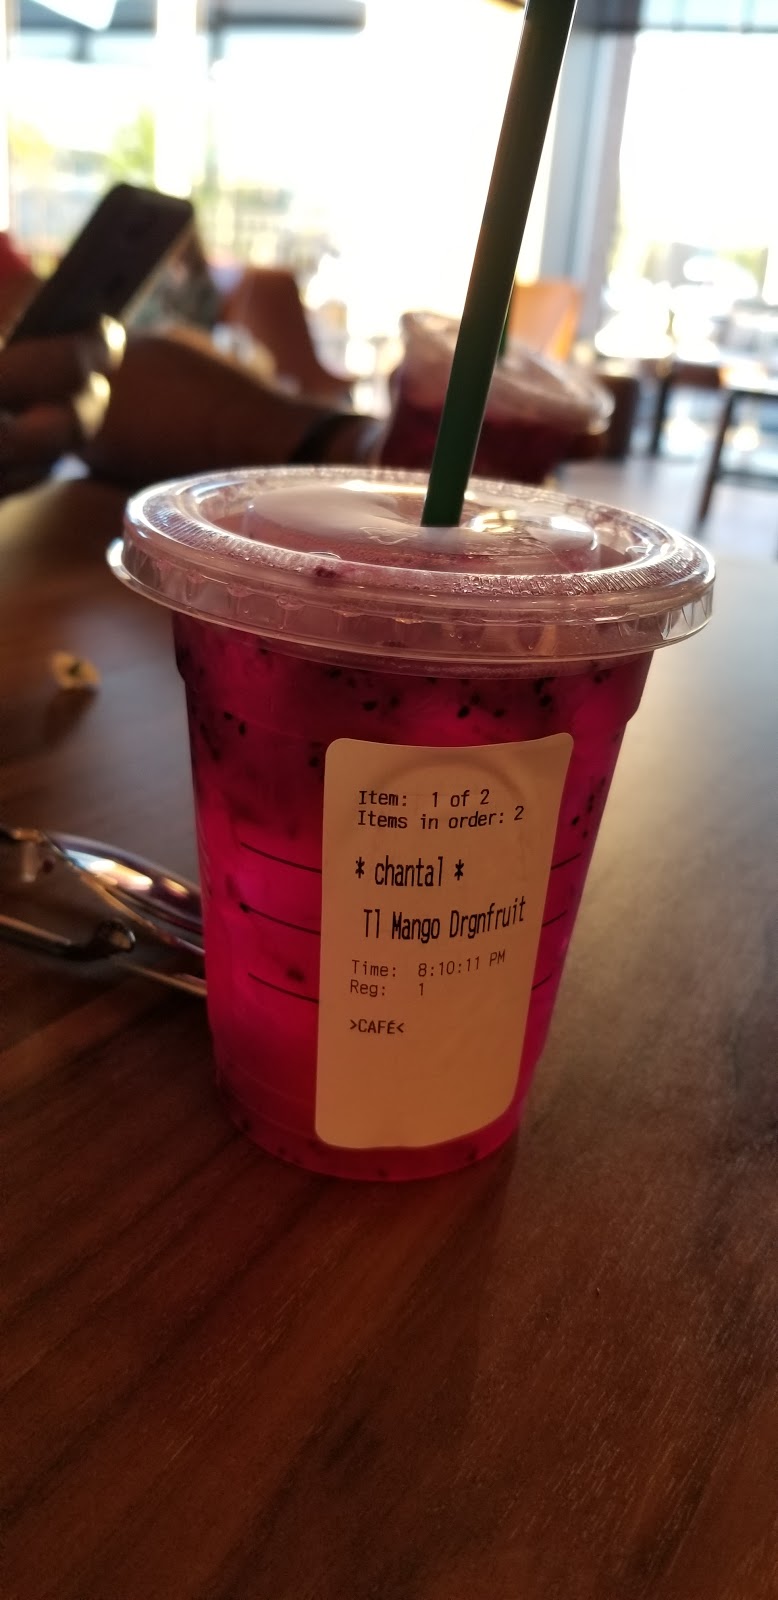 Item: 1 of 2
Items in order: 2
* chantal *
Tl Mango Drgnfruit
Time: 8:10:11 PM
Reg: 1
>CAFÉ<